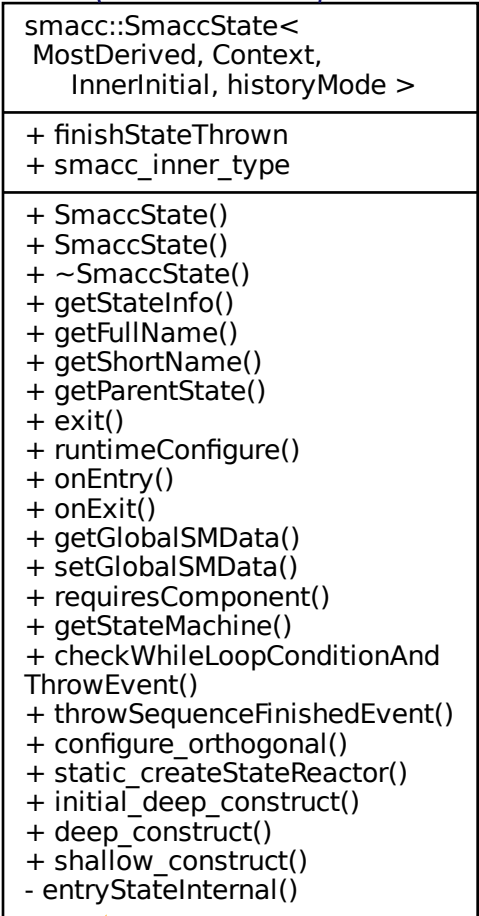 smacc::SmaccState<
MostDerived, Context,
InnerInitial, historyMode >
+ finishStateThrown
+ smacc_inner_type
+ SmaccState()
+ SmaccState()
+ ~SmaccState()
+ getStateInfo()
+ getFullName()
+ getShortName()
+ getParentState()
+ exit()
+ runtimeConfigure()
+ onEntry()
+ onExit()
+ getGlobalSMData()
+ setGlobalSMData()
+ requiresComponent()
+ getStateMachine()
+ checkWhileLoopConditionAnd
ThrowEvent()
+ throwSequenceFinishedEvent()
+ configure_orthogonal()
+ static_createStateReactor()
+ initial_deep_construct()
+ deep_construct()
+ shallow_construct()
- entryStateInternal()